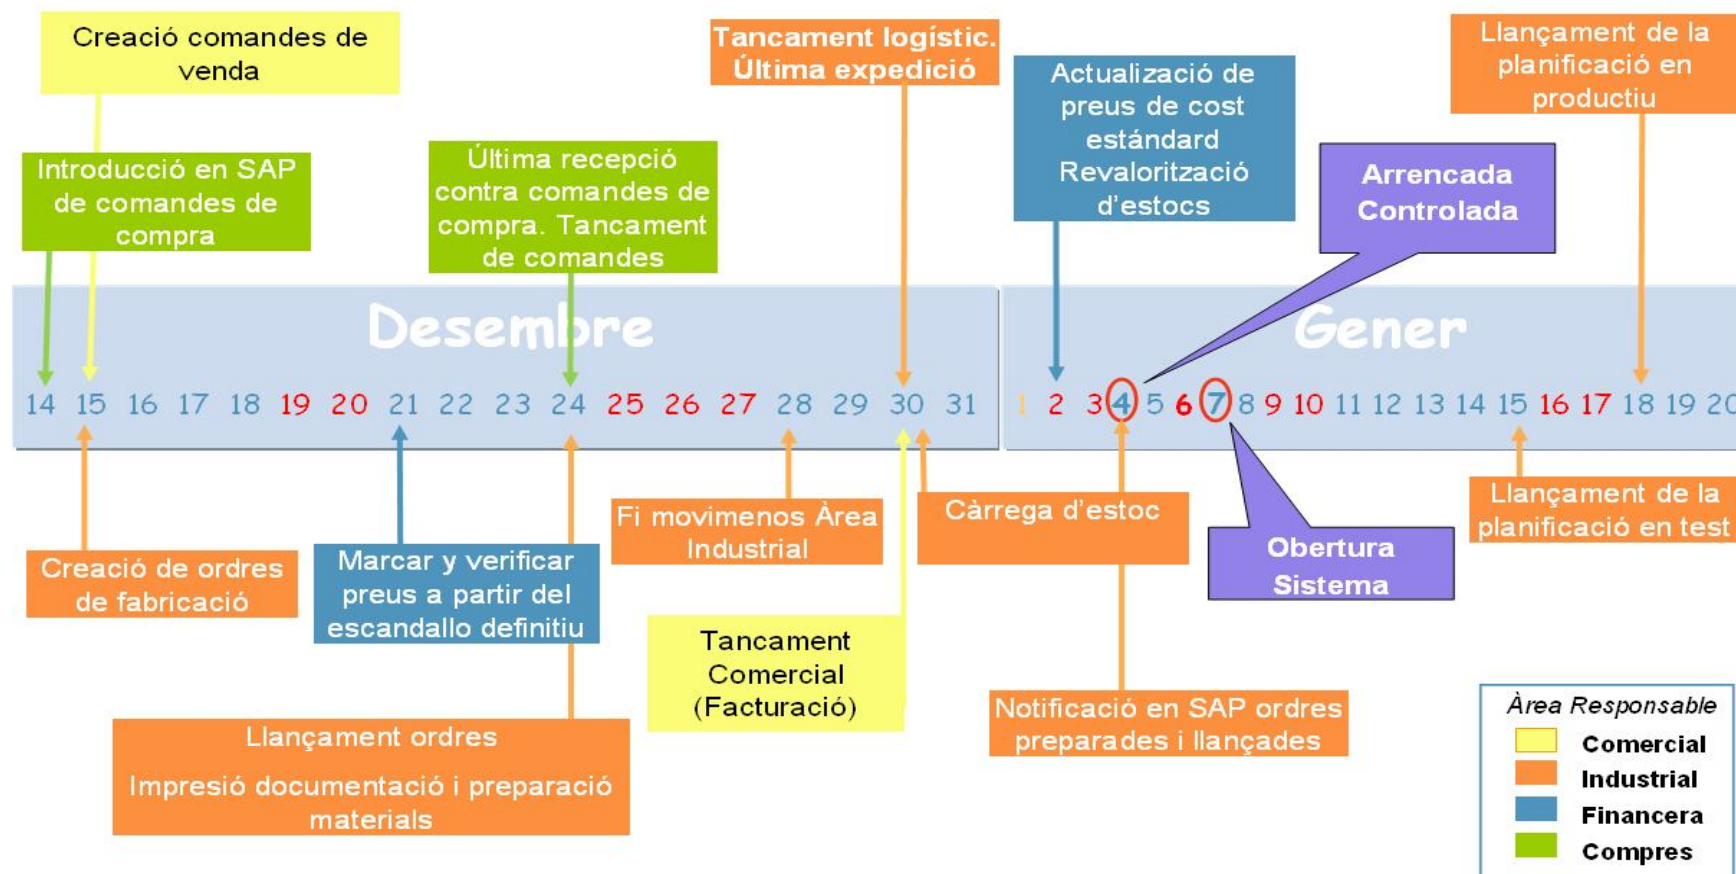 Creació comandes de
venda
Tancament logístic.
Última expedició
Llançament de la
planificació en
productiu
Actualizació de
preus de cost
estándard
Revalorització
d'estocs
Introducció en SAP
de comandes de
compra
Última recepció
contra comandes de
compra. Tancament
de comandes
Arrencada
Controlada
Desembre
Gener
14 15 16 17 18 19 20 21 22 23 24 25 26 27 28 29 30 31
1 2 3 4 5 6 7 8 9 10 11 12 13 14 15 16 17 18 19 20
Creació de ordres
de fabricació
Marcar y verificar
preus a partir del
escandallo definitiu
Fi movimenos Àrea
Industrial
Càrrega d'estoc
Obertura
Sistema
Llançament de la
planificació en test
Tancament
Comercial
(Facturació)
Llançament ordres
Impresió documentació i preparació
materials
Notificació en SAP ordres
preparades i llançades
Àrea Responsable
Comercial
Industrial
Financera
Compres